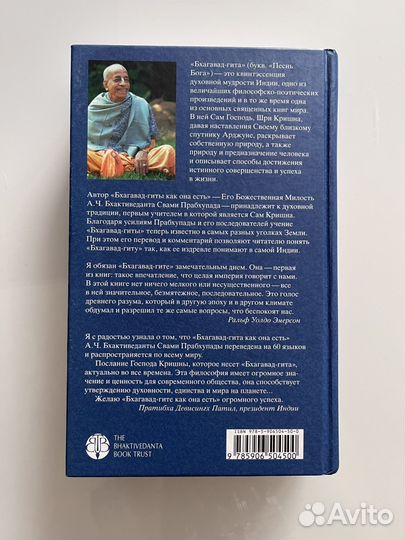 «Бхагавад-гита» (букв. «Песнь
Бога») — это квинтэссенция
духовной мудрости Индии, одно из
величайших философско-поэтических
произведений и в то же время одна
из основных священных книг мира.
В ней Сам Господь, Шри Кришна,
давая наставления Своему близкому
спутнику Арджуне, раскрывает
собственную природу, а также
природу и предназначение человека
и описывает способы достижения
истинного совершенства и успеха
в жизни.
Автор «Бхагавад-гиты как она есть» — Его Божественная Милость
А.Ч. Бхактиведанта Свами Прабхупада — принадлежит к духовной
традиции, первым учителем в которой является Сам Кришна.
Благодаря усилиям Прабхупады и его последователей учение
«Бхагавад-гиты» теперь известно в самых разных уголках Земли.
При этом его перевод и комментарий позволяют читателю понять
«Бхагавад-гиту» так, как ее издревле понимают в самой Индии.
Я обязан «Бхагавад-гите» замечательным днем. Она — первая
из книг: такое впечатление, что целая империя говорит с нами.
В этой книге нет ничего мелкого или несущественного — все
в ней значительное, безмятежное, последовательное. Это голос
древнего разума, который в другую эпоху и в другом климате
обдумал и разрешил те же самые вопросы, что беспокоят нас.
Ральф Уолдо Эмерсон
Я с радостью узнала о том, что «Бхагавад-гита как она есть»
А.Ч. Бхактиведанты Свами Прабхупады переведена на 60 языков
и распространяется по всему миру.
Послание Господа Кришны, которое несет «Бхагавад-гита»,
актуально во все времена. Эта философия имеет огромное зна-
чение и ценность для современного общества, она способствует
утверждению духовности, единства и мира на планете...
Желаю «Бхагавад-гите как она есть» огромного успеха.
Пратибха Девисингх Патил, президент Индии
THE
BHAKTIVEDANTA
BOOK TRUST
ISBN 978-5-906504-50-0
9 785906 504500
Avito